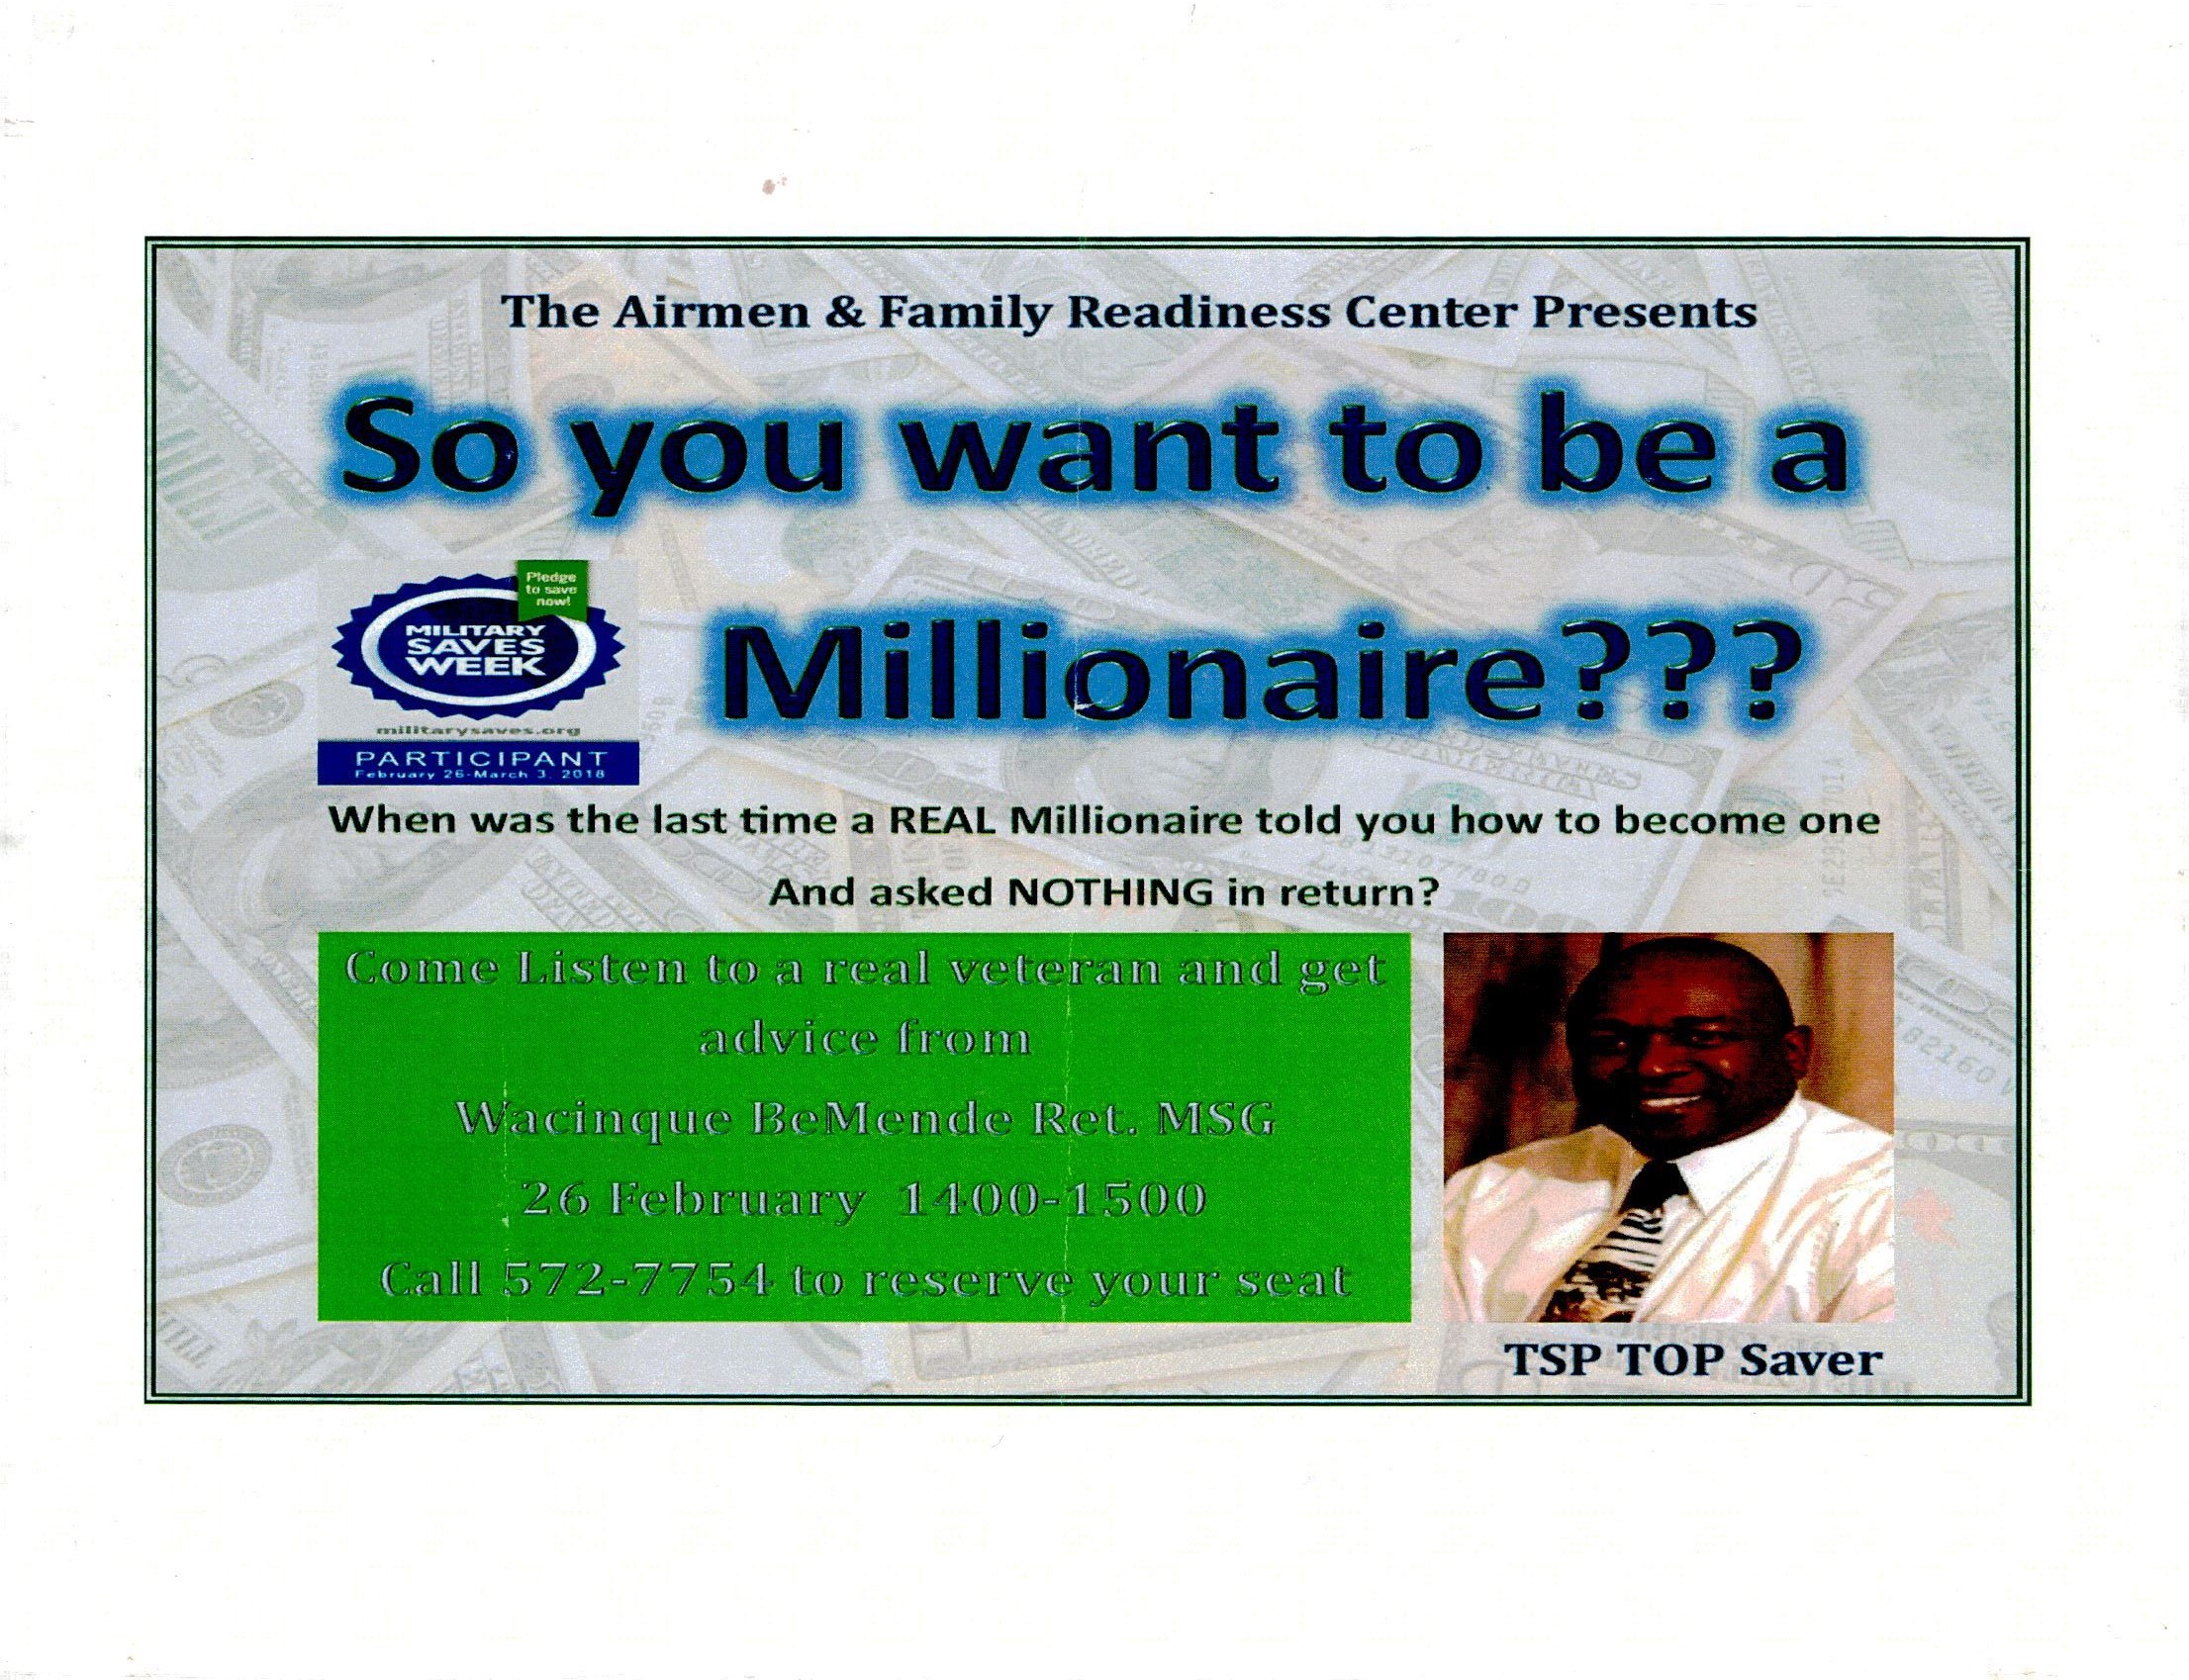 The Airmen & Family Readiness Center Presents
So you want to be a
Millionaire???
Pledge
to save
now!
MILITARY
SAVES
WEEK
militarysaves.org
PARTICIPANT
February 26-March 3, 2018
When was the last time a REAL Millionaire told you how to become one
And asked NOTHING in return?
Come Listen to a real veteran and get
advice from
Wacinque BeMende Ret. MSG
26 February 1400-1500
Call 572-7754 to reserve your seat
TSP TOP Saver